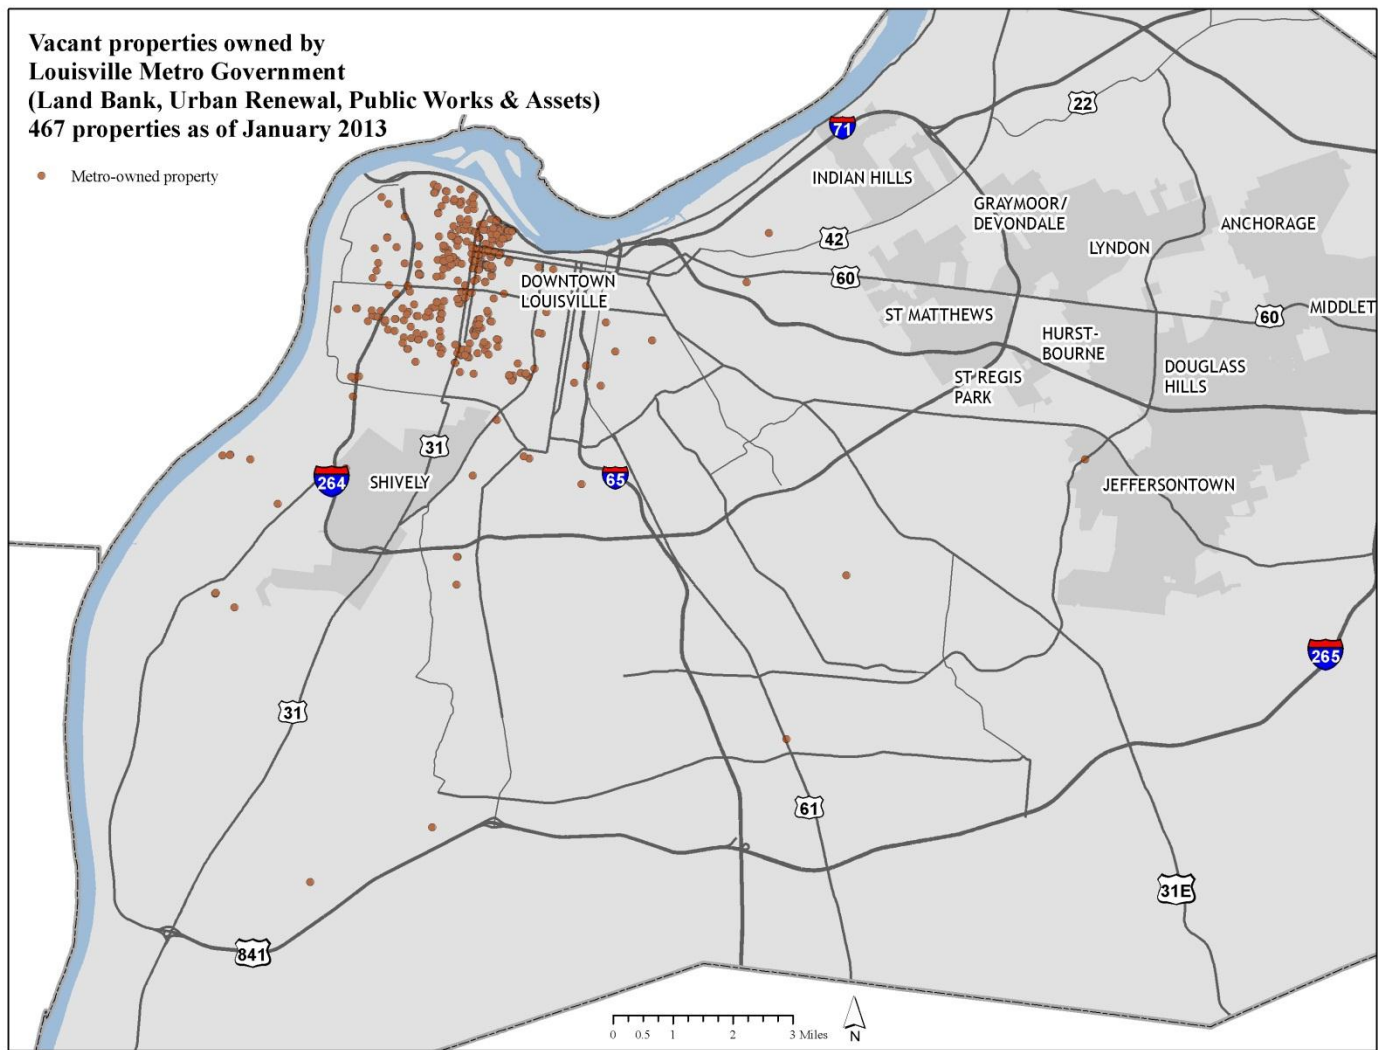 Vacant properties owned by
Louisville Metro Government
(Land Bank, Urban Renewal, Public Works & Assets)
467 properties as of January 2013
Metro-owned property
22
71
INDIAN HILLS
GRAYMOOR/
DEVONDALE
ANCHORAGE
42
LYNDON
60
DOWNTOWN
LOUISVILLE
ST MATTHEWS
60
MIDDLET
HURST-
BOURNE
ST REGIS
PARK
DOUGLASS
HILLS
31
264
SHIVELY
65
JEFFERSONTOWN
265
31
61
31E
841
0 0.5 1 2 3 Miles
N